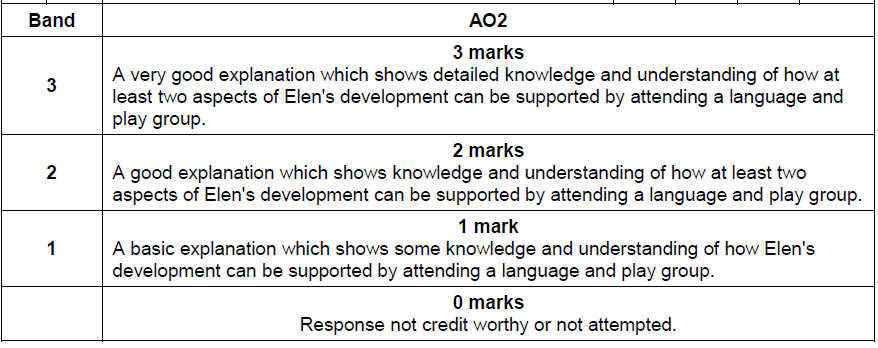 Band AO2
3 marks
3 A very good explanation which shows detailed knowledge and understanding of how at
least two aspects of Elen's development can be supported by attending a language and
play group.
2 marks
2 A good explanation which shows knowledge and understanding of how at least two
aspects of Elen's development can be supported by attending a language and play group.
1 mark
1 A basic explanation which shows some knowledge and understanding of how Elen's
development can be supported by attending a language and play group.
0 marks
Response not credit worthy or not attempted.